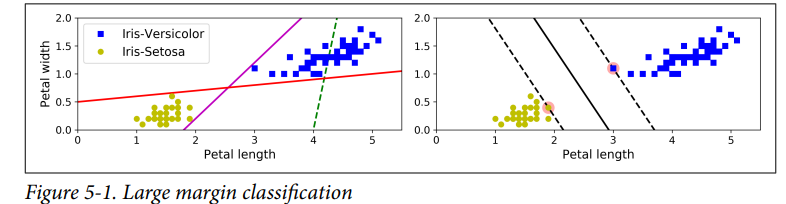 Iris-Versicolor
Iris-Setosa
Petal width
2.0
1.5
1.0
0.5
0.0
0 1 2 3 4 5
Petal length
2.0
1.5
1.0
0.5
0.0
0 1 2 3 4 5
Petal length
Figure 5-1. Large margin classification